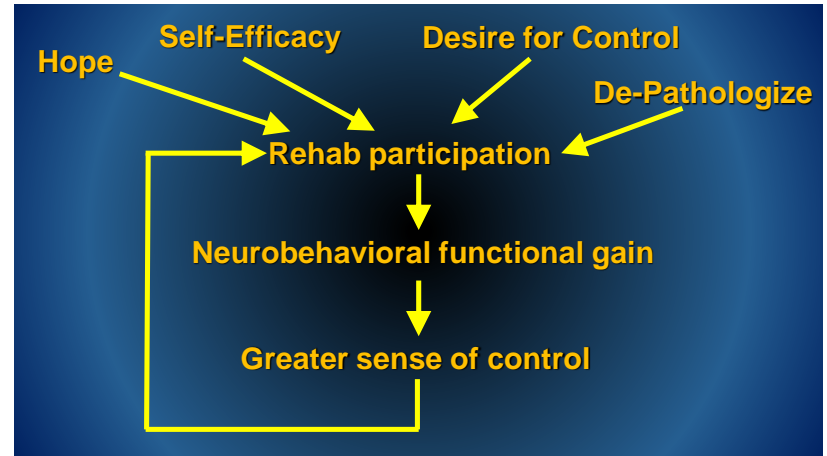 Self-Efficacy
Desire for Control
Hope
De-Pathologize
Rehab participation
Neurobehavioral functional gain
Greater sense of control